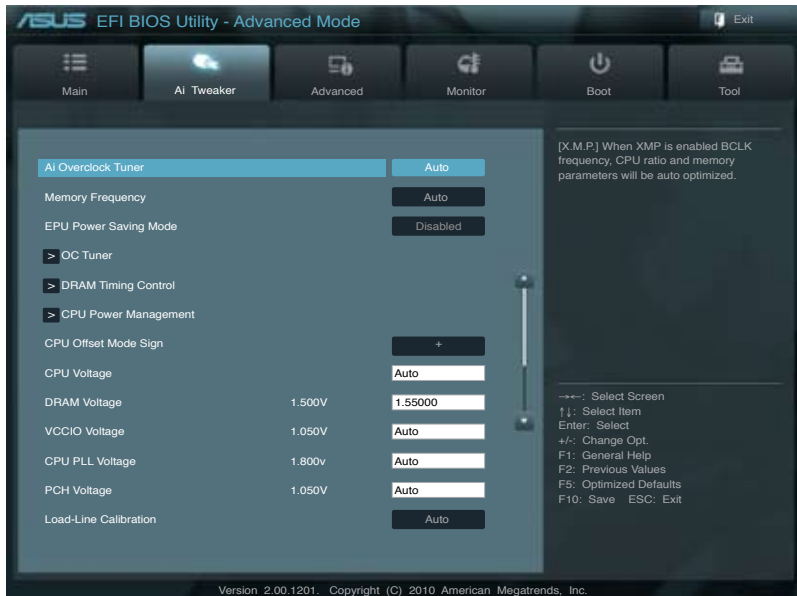 ASUS EFI BIOS Utility - Advanced Mode
Exit
Main
Ai Tweaker
Advanced
Monitor
Boot
Tool
Ai Overclock Tuner Auto
Memory Frequency Auto
EPU Power Saving Mode Disabled
> OC Tuner
> DRAM Timing Control
> CPU Power Management
CPU Offset Mode Sign +
CPU Voltage Auto
DRAM Voltage 1.500V 1.55000
VCCIO Voltage 1.050V Auto
CPU PLL Voltage 1.800v Auto
PCH Voltage 1.050V Auto
Load-Line Calibration Auto
[X.M.P.] When XMP is enabled BCLK
frequency, CPU ratio and memory
parameters will be auto optimized.
→←: Select Screen
↑↓: Select Item
Enter: Select
+/-: Change Opt.
F1: General Help
F2: Previous Values
F5: Optimized Defaults
F10: Save ESC: Exit
Version 2.00.1201. Copyright (C) 2010 American Megatrends, Inc.